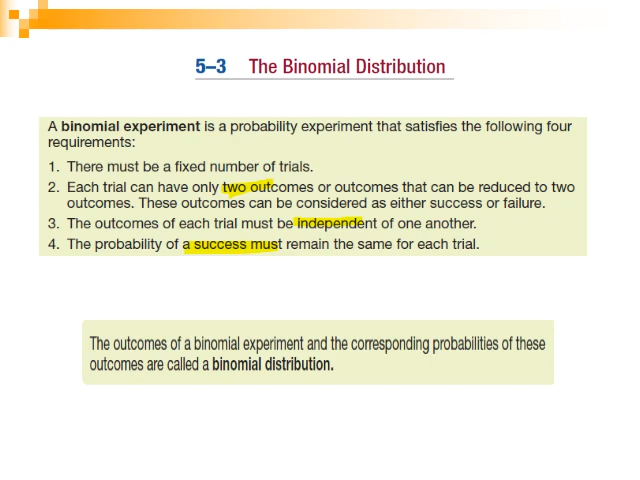 5–3 The Binomial Distribution
A binomial experiment is a probability experiment that satisfies the following four
requirements:
1. There must be a fixed number of trials.
2. Each trial can have only two outcomes or outcomes that can be reduced to two
outcomes. These outcomes can be considered as either success or failure.
3. The outcomes of each trial must be independent of one another.
4. The probability of a success must remain the same for each trial.
The outcomes of a binomial experiment and the corresponding probabilities of these
outcomes are called a binomial distribution.